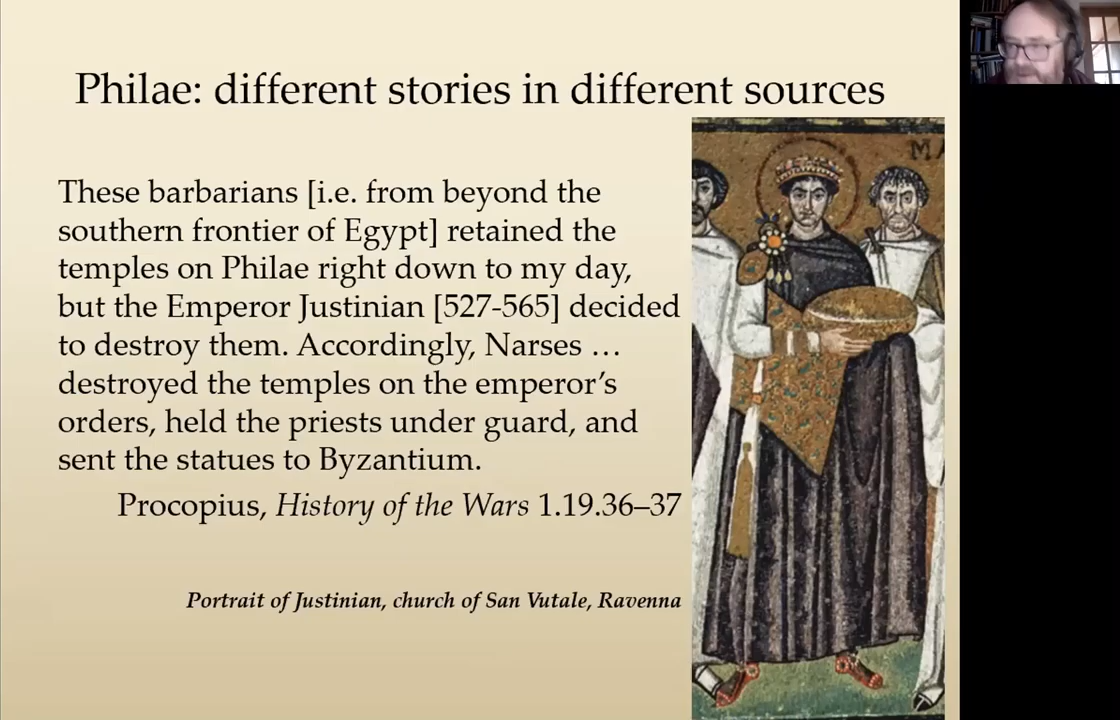 Philae: different stories in different sources
These barbarians [i.e. from beyond the
southern frontier of Egypt] retained the
temples on Philae right down to my day,
but the Emperor Justinian [527-565] decided
to destroy them. Accordingly, Narses …
destroyed the temples on the emperor’s
orders, held the priests under guard, and
sent the statues to Byzantium.
Procopius, History of the Wars 1.19.36–37
Portrait of Justinian, church of San Vutale, Ravenna
MA